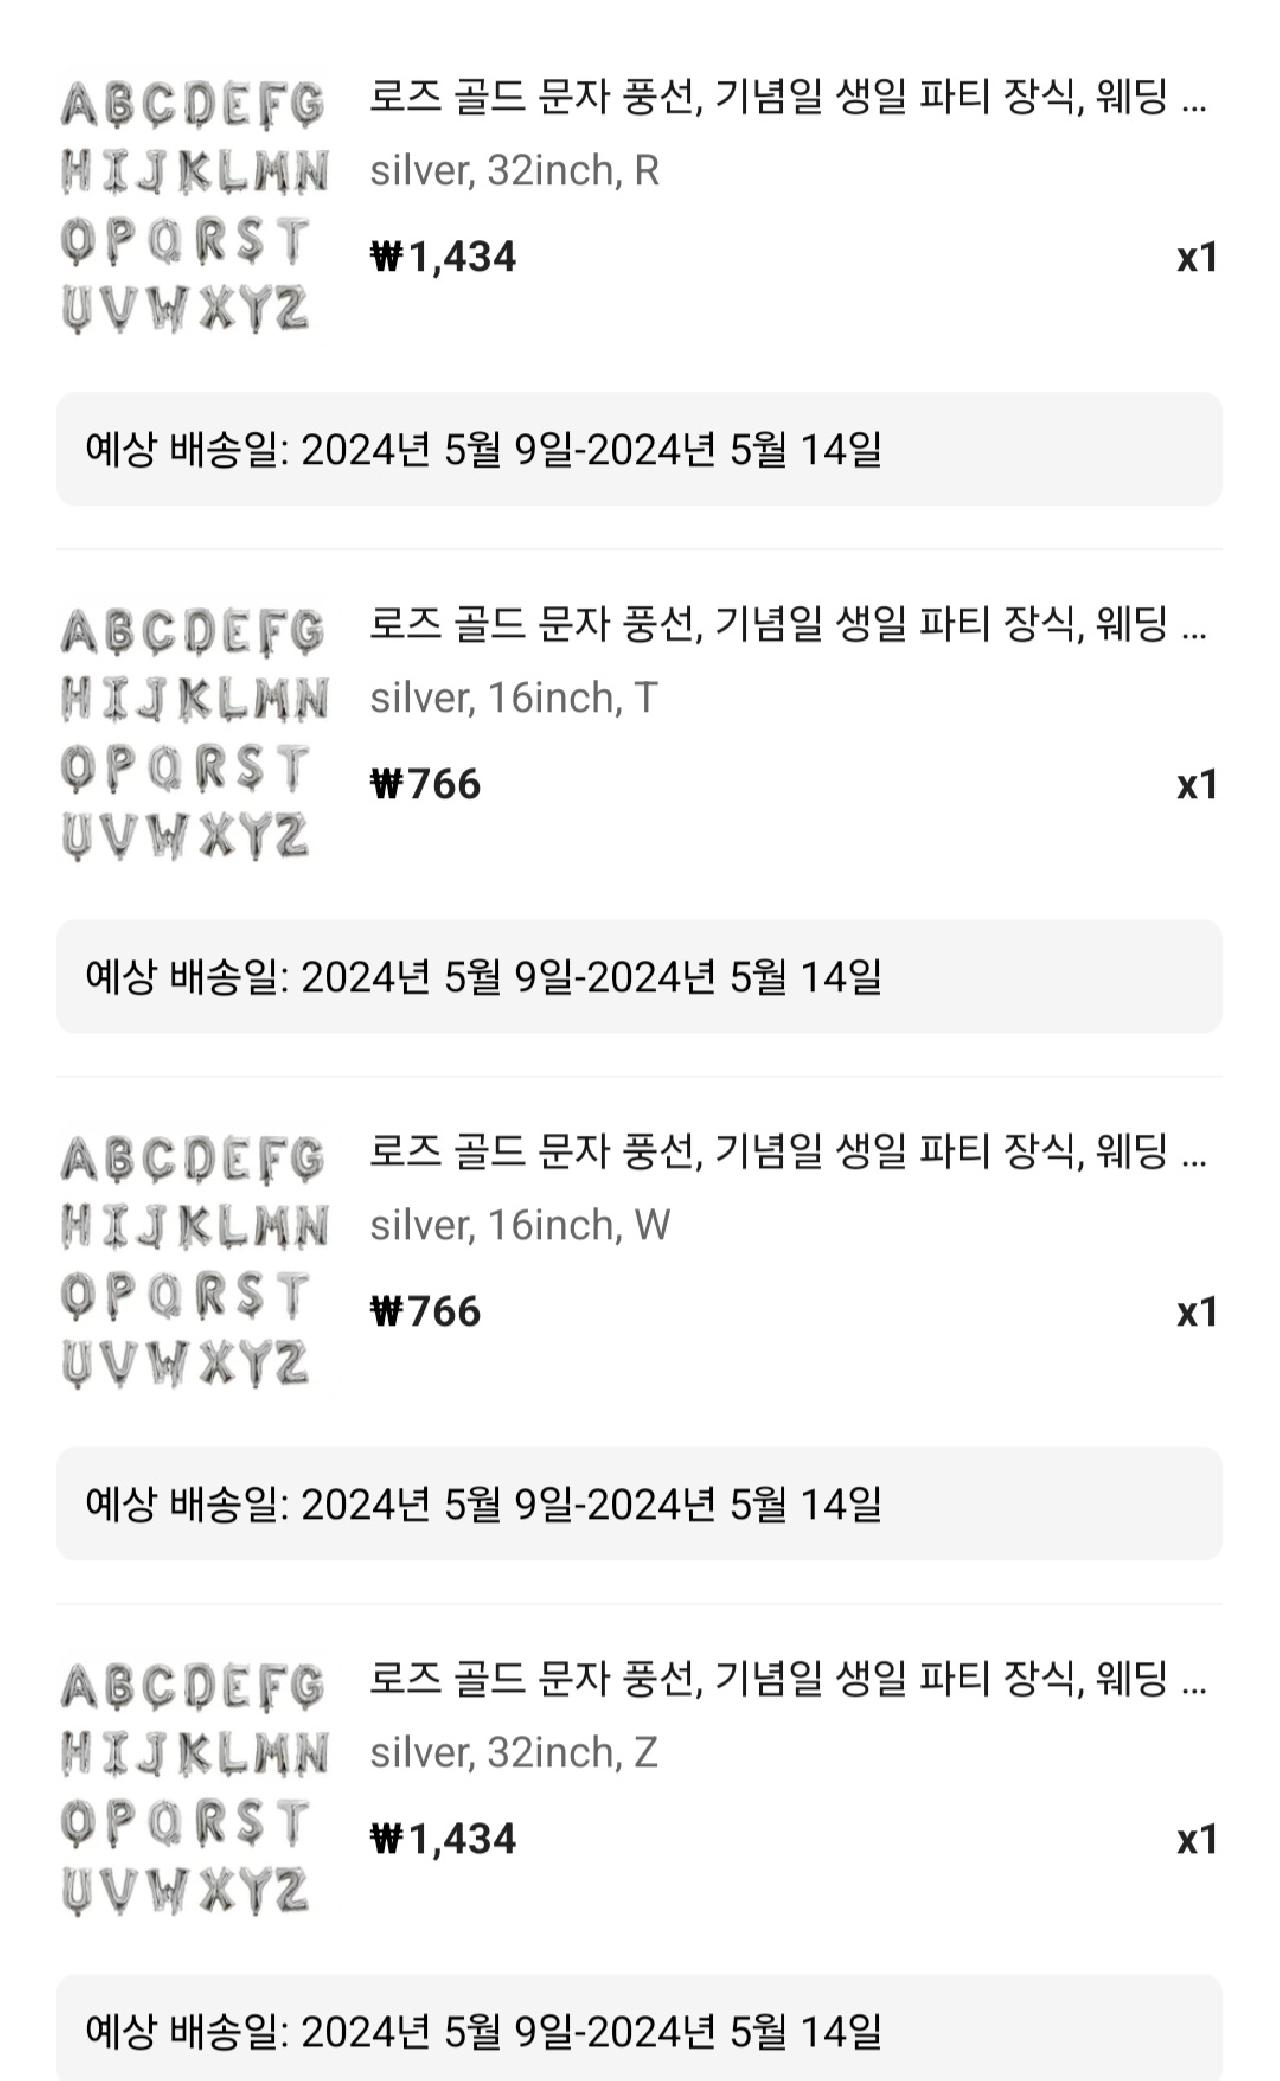 ABCDEFG
HIJKLMN
OPQRST
UVWXYZ
로즈 골드 문자 풍선, 기념일 생일 파티 장식, 웨딩 ...
silver, 32inch, R
₩1,434
x1
예상 배송일: 2024년 5월 9일-2024년 5월 14일
ABCDEFG
HIJKLMN
OPQRST
UVWXYZ
로즈 골드 문자 풍선, 기념일 생일 파티 장식, 웨딩 ...
silver, 16inch, T
₩766
x1
예상 배송일: 2024년 5월 9일-2024년 5월 14일
ABCDEFG
HIJKLMN
OPQRST
UVWXYZ
로즈 골드 문자 풍선, 기념일 생일 파티 장식, 웨딩 ...
silver, 16inch, W
₩766
x1
예상 배송일: 2024년 5월 9일-2024년 5월 14일
ABCDEFG
HIJKLMN
OPQRST
UVWXYZ
로즈 골드 문자 풍선, 기념일 생일 파티 장식, 웨딩 ...
silver, 32inch, Z
₩1,434
x1
예상 배송일: 2024년 5월 9일-2024년 5월 14일